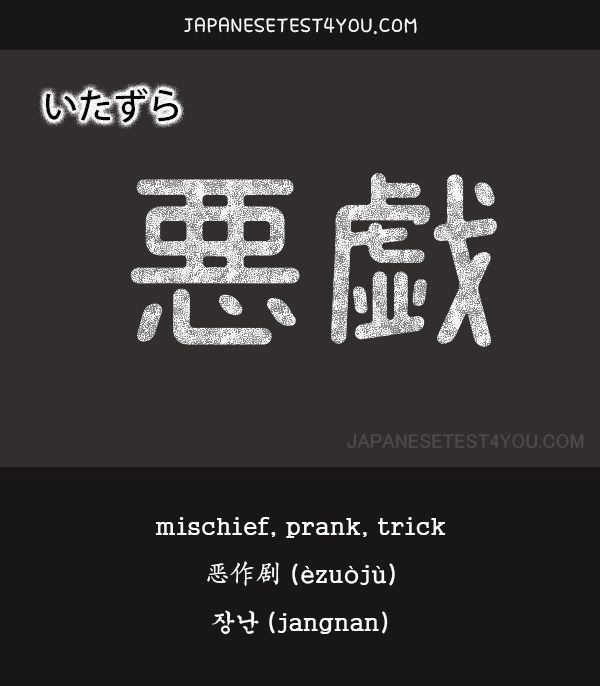 JAPANESETEST4YOU.COM
いたずら
悪戯
JAPANESETEST4YOU.COM
mischief, prank, trick
恶作剧 (èzuòjù)
장난 (jangnan)